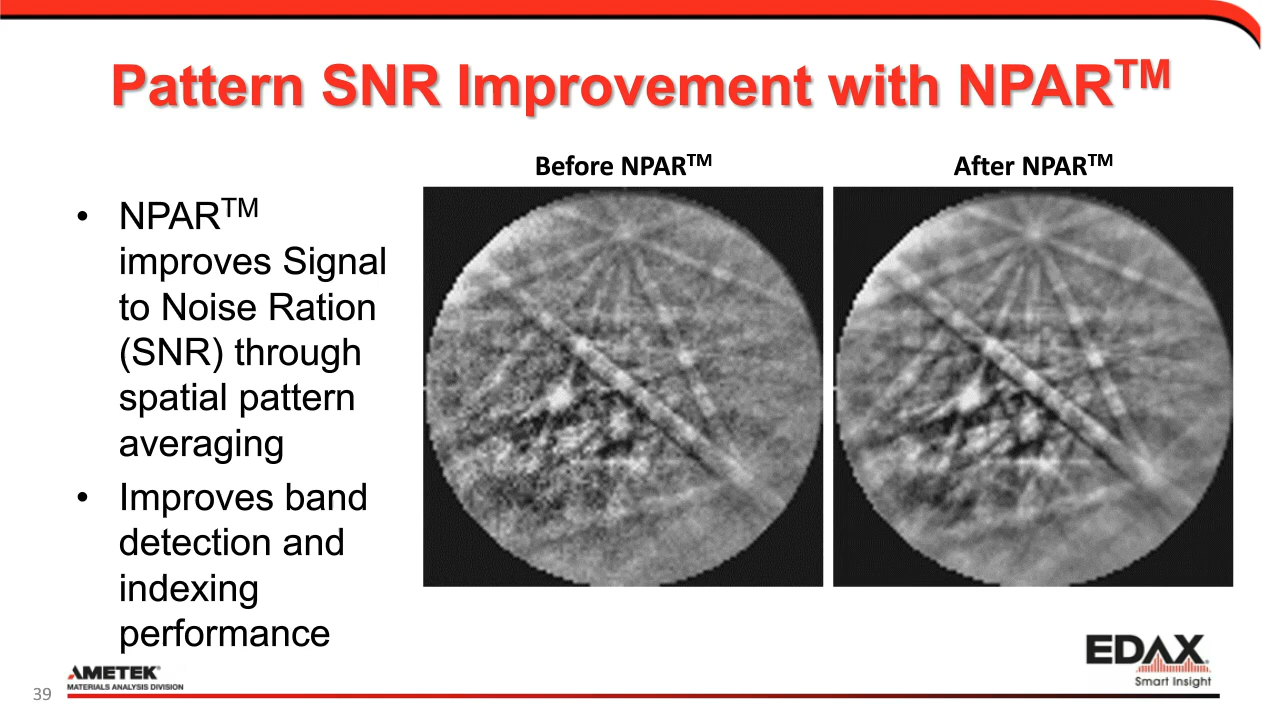 Pattern SNR Improvement with NPAR™
Before NPAR™
After NPAR™
• NPAR™
improves Signal
to Noise Ration
(SNR) through
spatial pattern
averaging
• Improves band
detection and
indexing
performance
AMETEK®
MATERIALS ANALYSIS DIVISION
39
EDAX
Smart Insight